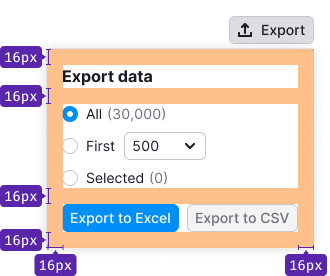 Export
16px
Export data
16px
All (30,000)
First 500
Selected (0)
16px
Export to Excel Export to CSV
16px
16px 16px